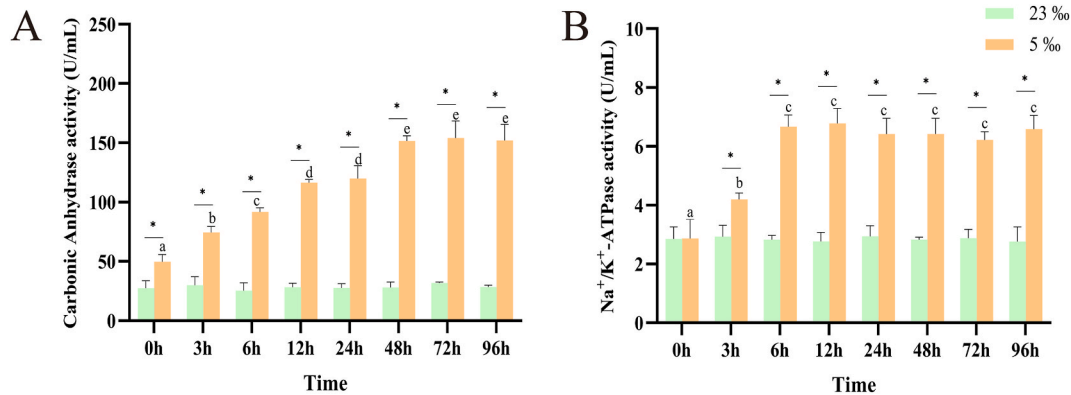 A
Carbonic Anhydrase activity (U/mL)
250
200
150
100
50
0
* * * * * * * *
a b c d d e e e
0h 3h 6h 12h 24h 48h 72h 96h
Time
B
23 ‰
5 ‰
Na⁺/K⁺-ATPase activity (U/mL)
10
8
6
4
2
0
* * * * * * *
a b c c c c c c
0h 3h 6h 12h 24h 48h 72h 96h
Time